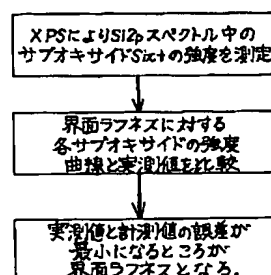 XPSによりSi2pスペクトル中の
サブオキサイドSix+の強度を測定
界面ラフネスに対する
各サブオキサイドの強度
曲線と実測値を比較
実測値と計測値の誤差が
最小になるところが
界面ラフネスとなる.